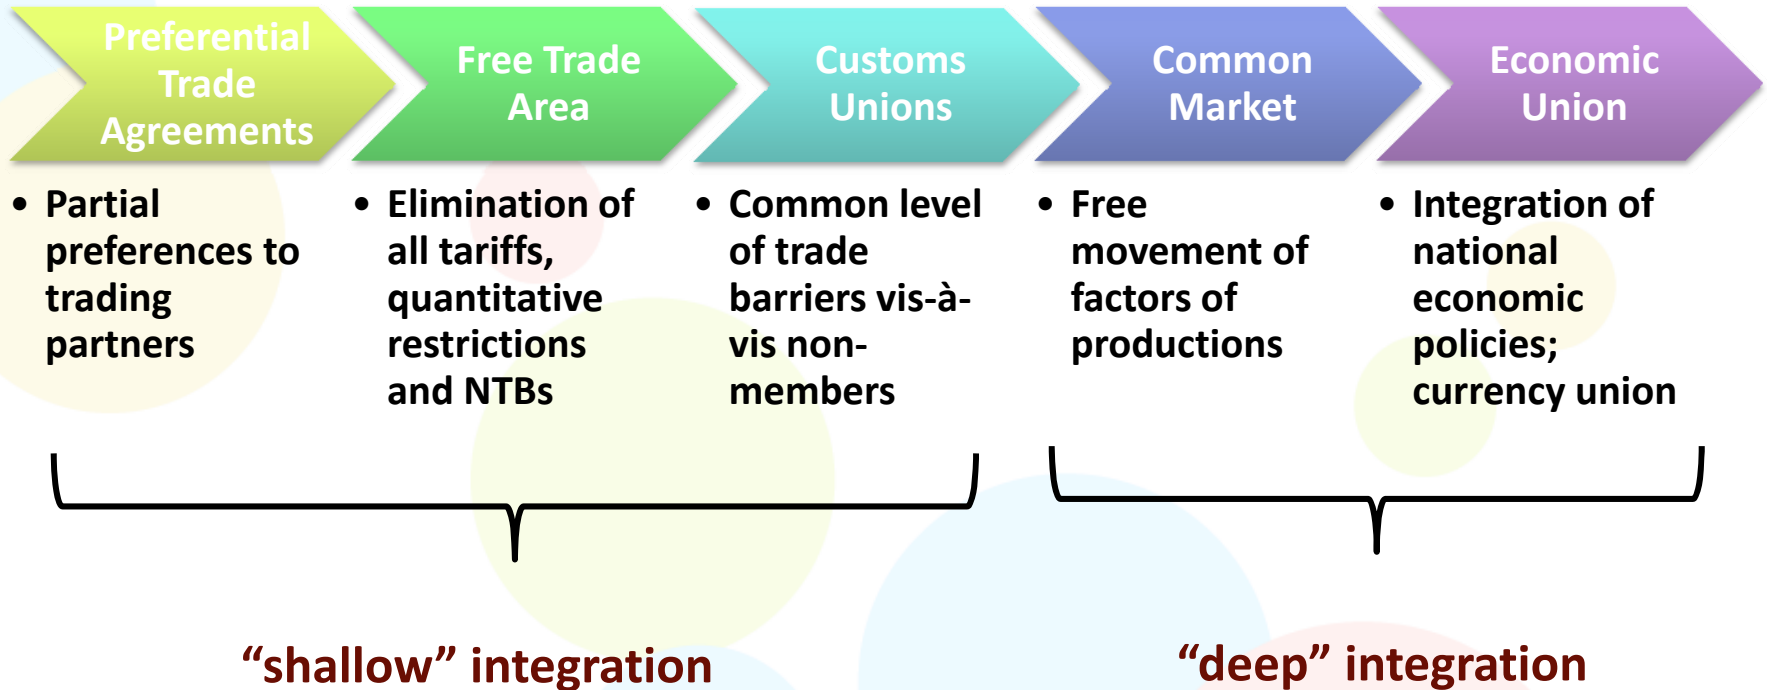 Preferential
Trade
Agreements
Free Trade
Area
Customs
Unions
Common
Market
Economic
Union
• Partial
preferences to
trading
partners
• Elimination of
all tariffs,
quantitative
restrictions
and NTBs
• Common level
of trade
barriers vis-à-
vis non-
members
• Free
movement of
factors of
productions
• Integration of
national
economic
policies;
currency union
“shallow” integration
“deep” integration